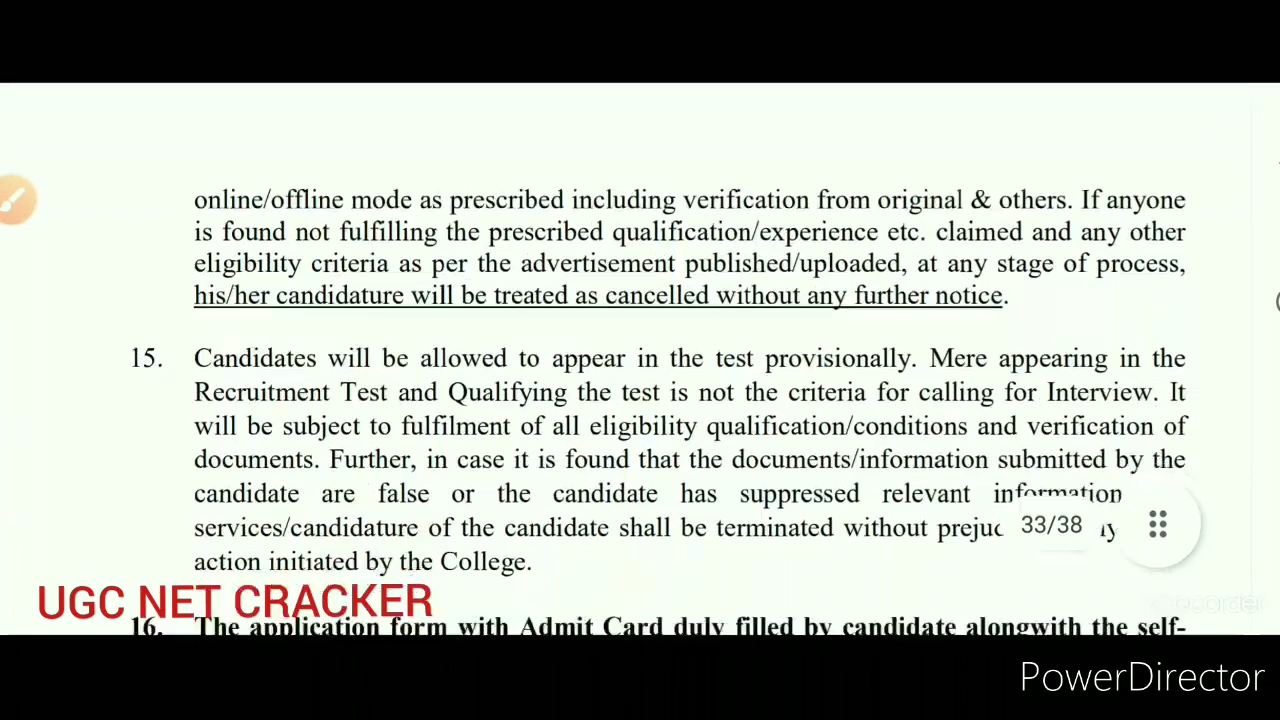 online/offline mode as prescribed including verification from original & others. If anyone
is found not fulfilling the prescribed qualification/experience etc. claimed and any other
eligibility criteria as per the advertisement published/uploaded, at any stage of process,
his/her candidature will be treated as cancelled without any further notice.
15. Candidates will be allowed to appear in the test provisionally. Mere appearing in the
Recruitment Test and Qualifying the test is not the criteria for calling for Interview. It
will be subject to fulfilment of all eligibility qualification/conditions and verification of
documents. Further, in case it is found that the documents/information submitted by the
candidate are false or the candidate has suppressed relevant information
services/candidature of the candidate shall be terminated without
33/38
action initiated by the College.
UGC NET CRACKER
16. The application form with Admit Card duly filled by candidate alongwith the self-
PowerDirector